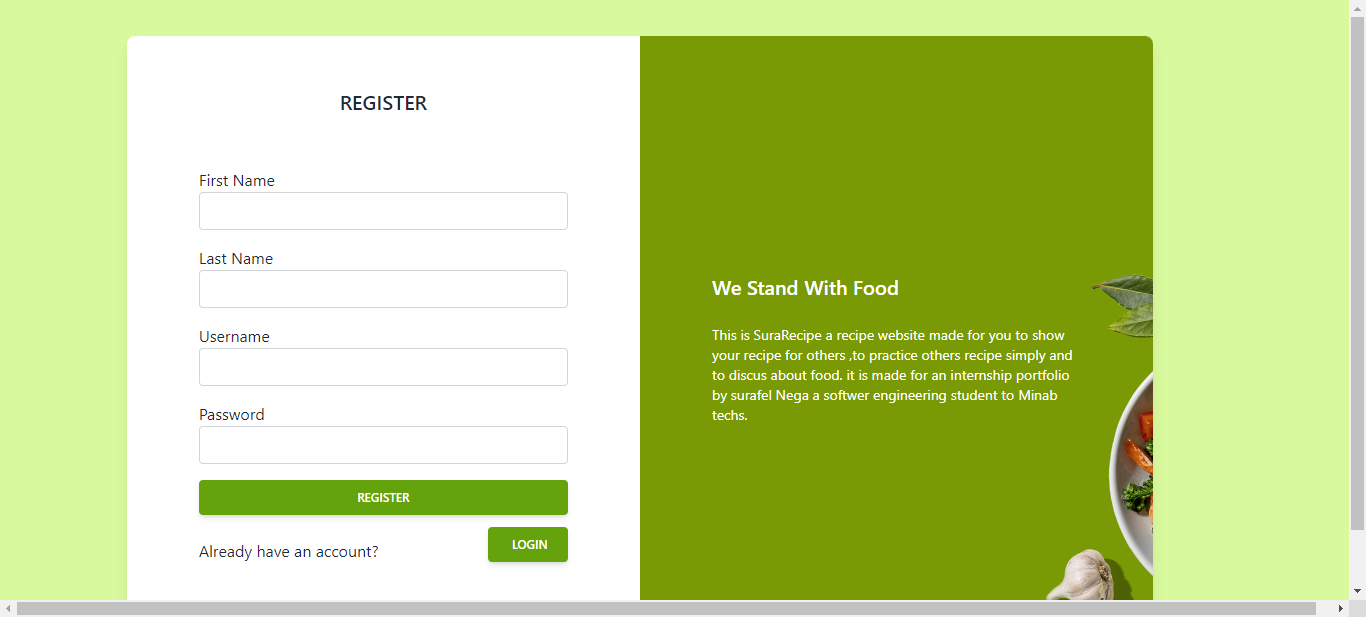 REGISTER
First Name
Last Name
Username
Password
REGISTER
Already have an account?
LOGIN
We Stand With Food
This is SuraRecipe a recipe website made for you to show
your recipe for others ,to practice others recipe simply and
to discus about food. it is made for an internship portfolio
by surafel Nega a softwer engineering student to Minab
techs.